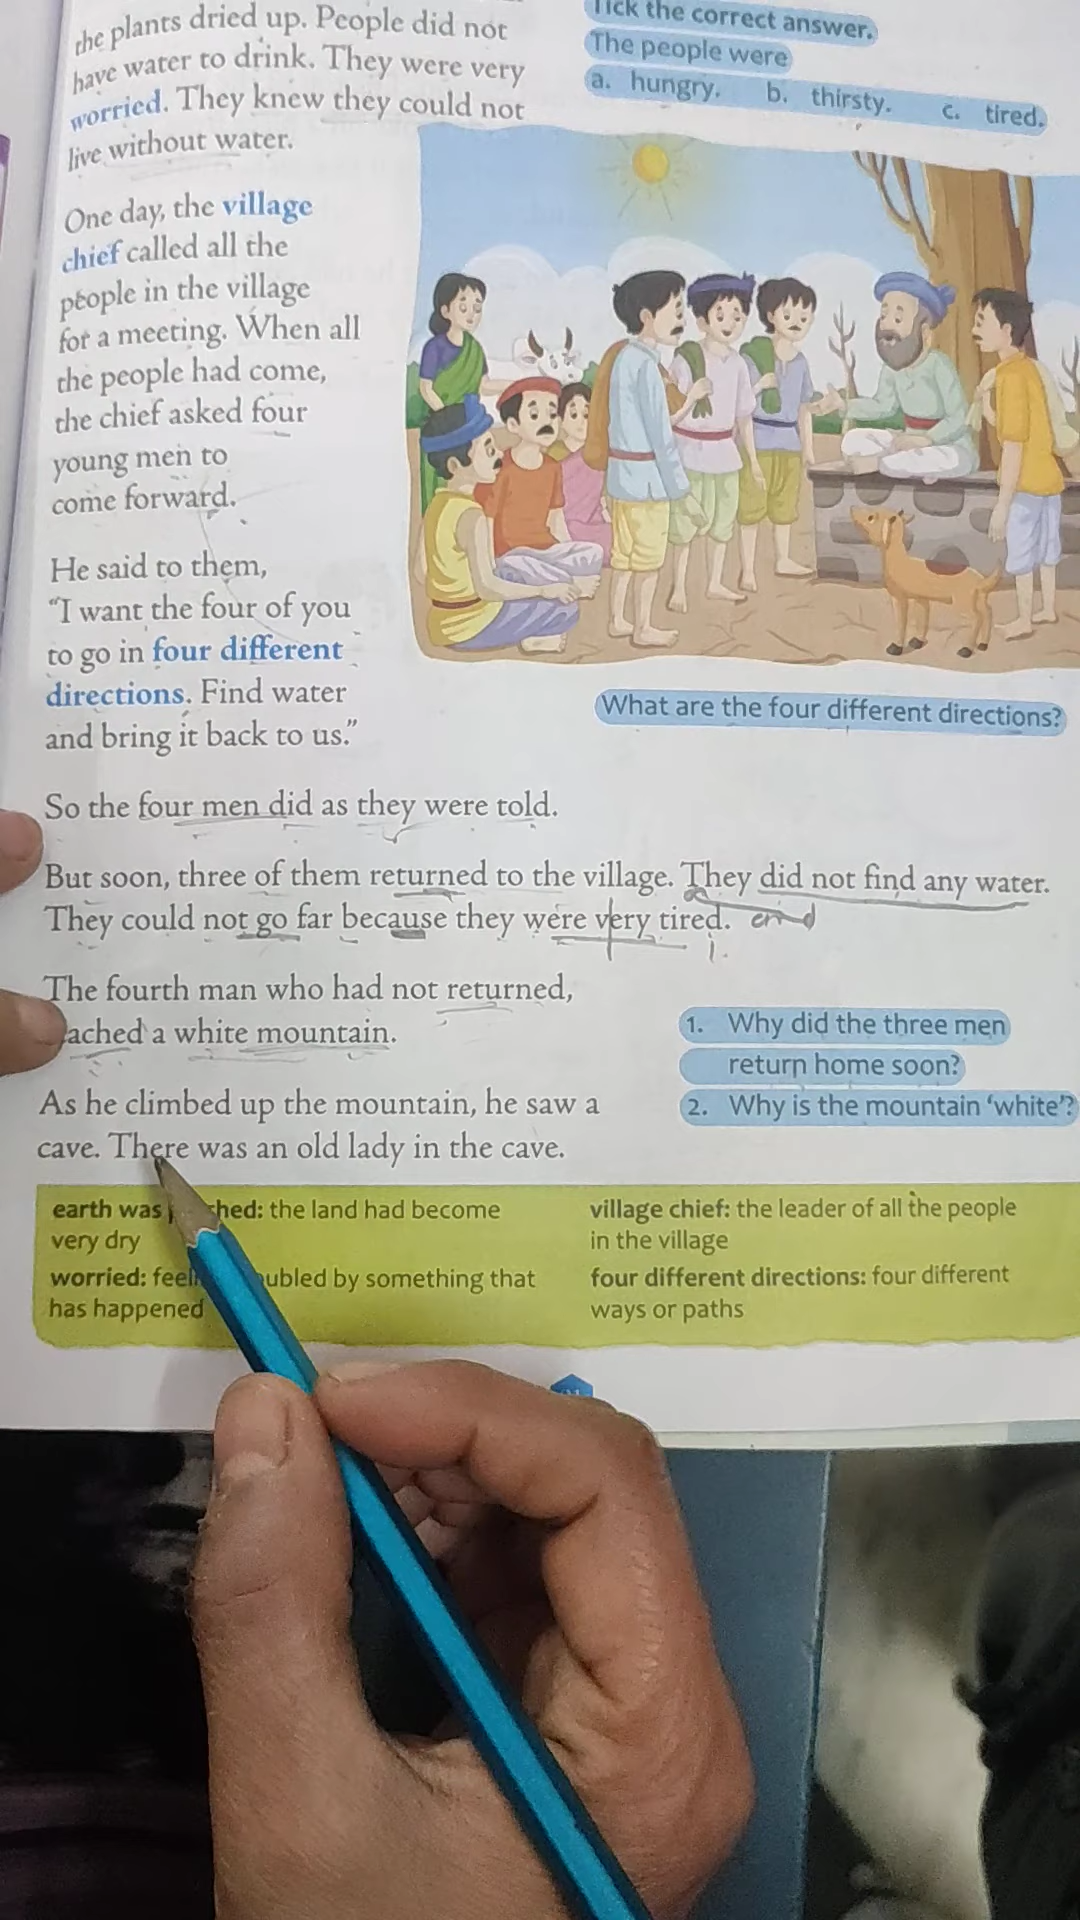 the plants dried up. People did not
have water to drink. They were very
worried. They knew they could not
live without water.
Tick the correct answer.
The people were
a. hungry. b. thirsty. c. tired.
One day, the village
chief called all the
people in the village
for a meeting. When all
the people had come,
the chief asked four
young men to
come forward.
He said to them,
“I want the four of you
to go in four different
directions. Find water
and bring it back to us.”
What are the four different directions?
So the four men did as they were told.
But soon, three of them returned to the village. They did not find any water.
They could not go far because they were very tired.
The fourth man who had not returned,
ached a white mountain.
1. Why did the three men
return home soon?
2. Why is the mountain ‘white’?
As he climbed up the mountain, he saw a
cave. There was an old lady in the cave.
earth was hed: the land had become
very dry
worried: feel ubled by something that
has happened
village chief: the leader of all the people
in the village
four different directions: four different
ways or paths